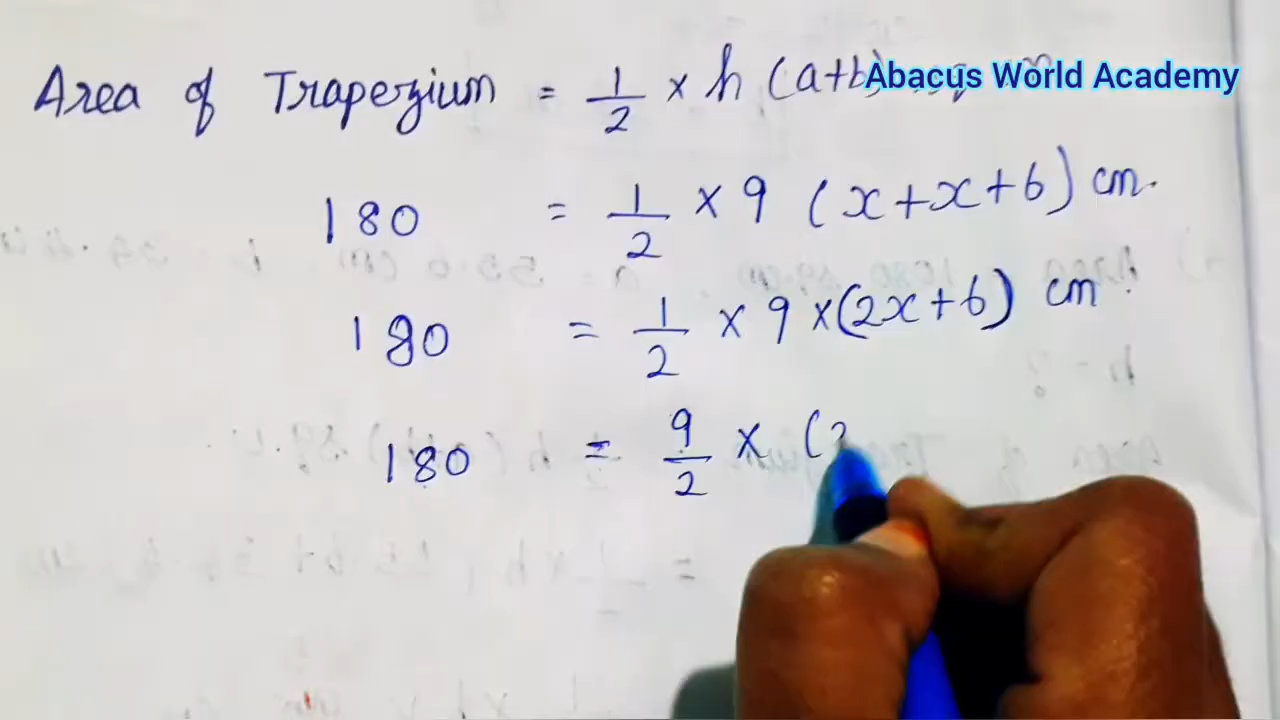 Area of Trapezium = 1/2 × h (a+b)
Abacus World Academy
180 = 1/2 × 9 (x+x+6) cm.
180 = 1/2 × 9 ×(2x+6) cm
180 = 9/2 × (2